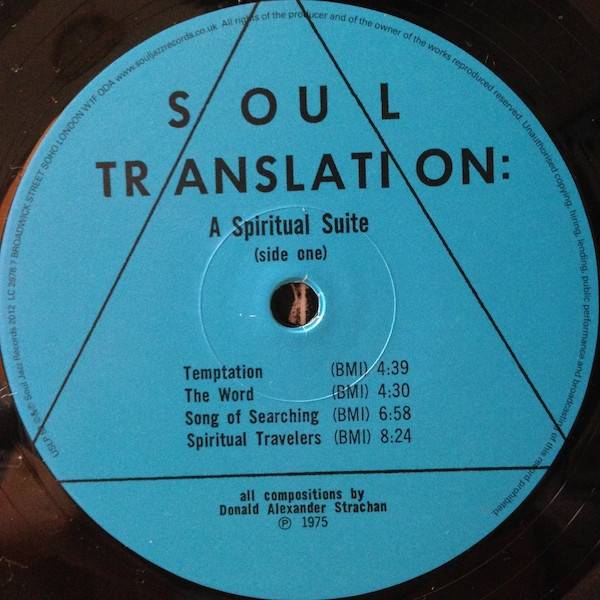 SOUL
TRANSLATION:
A Spiritual Suite
(side one)
Temptation (BMI) 4:39
The Word (BMI) 4:30
Song of Searching (BMI) 6:58
Spiritual Travelers (BMI) 8:24
all compositions by
Donald Alexander Strachan
℗ 1975
℗&© Soul Jazz Records 2012 LC 2878 7 BROADWICK STREET SOHO LONDON W1F 0DA www.souljazzrecords.co.uk All rights of the producer and of the owner of the works reproduced reserved. Unauthorised copying, hiring, lending, public performance and broadcasting of this record prohibited.